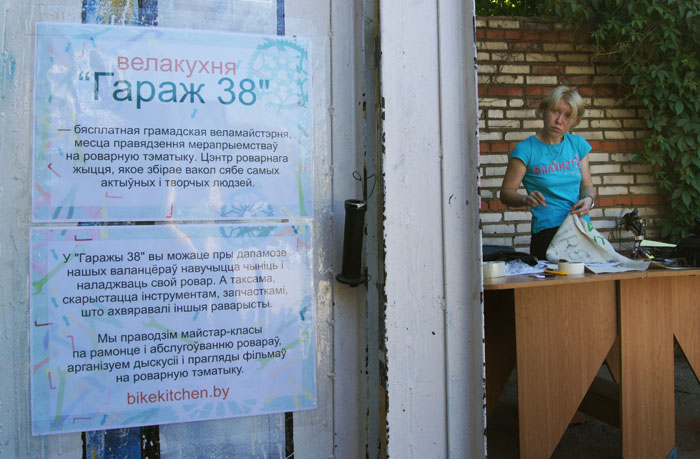 велакухня
"Гараж 38"
— бясплатная грамадская веламайстэрня,
месца правядзення мерапрыемстваў
на роварную тэматыку. Цэнтр роварнага
жыцця, якое збірае вакол сябе самых
актыўных і творчых людзей.
У "Гаражы 38" вы можаце пры дапамозе
нашых валанцёраў навучыцца чыніць і
наладжваць свой ровар. А таксама,
скарыстацца інструментам, запчасткамі,
што ахвяравалі іншыя раварысты.
Мы праводзім майстар-класы
па рамонце і абслугоўванню ровараў,
арганізуем дыскусіі і прагляды фільмаў
на роварную тэматыку.
bikekitchen.by